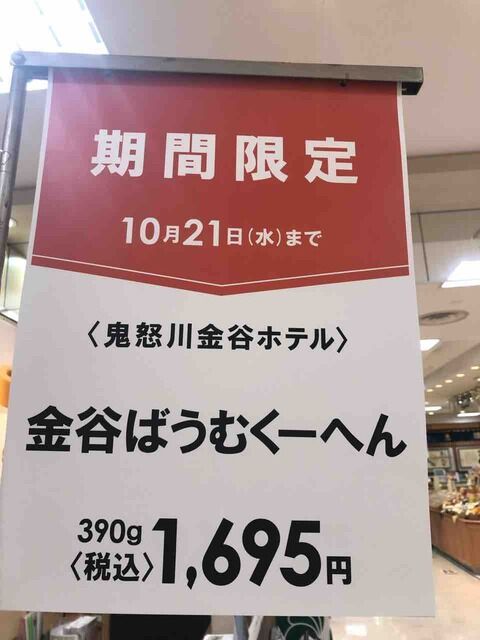 期間限定
10月21日(水)まで
〈鬼怒川金谷ホテル〉
金谷ばうむくーへん
390g
〈税込〉1,695円